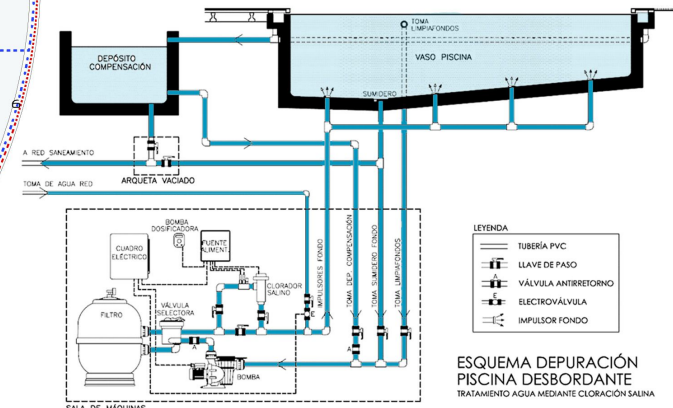 TOMA
LIMPIAFONDOS
DEPÓSITO
COMPENSACIÓN
VASO PISCINA
SUMIDERO
A RED SANEAMIENTO
ARQUETA VACIADO
TOMA DE AGUA RED
BOMBA
DOSIFICADORA
CUADRO
ELÉCTRICO
FUENTE
ALIMENT.
CLORADOR
SALINO
IMPULSORES FONDO
TOMA DEP. COMPENSACIÓN
TOMA SUMIDERO FONDO
TOMA LIMPIAFONDOS
FILTRO
VÁLVULA
SELECTORA
E
A
A
BOMBA
SALA DE MÁQUINAS
LEYENDA
TUBERÍA PVC
LLAVE DE PASO
A
VÁLVULA ANTIRRETORNO
E
ELECTROVÁLVULA
IMPULSOR FONDO
ESQUEMA DEPURACIÓN
PISCINA DESBORDANTE
TRATAMIENTO AGUA MEDIANTE CLORACIÓN SALINA